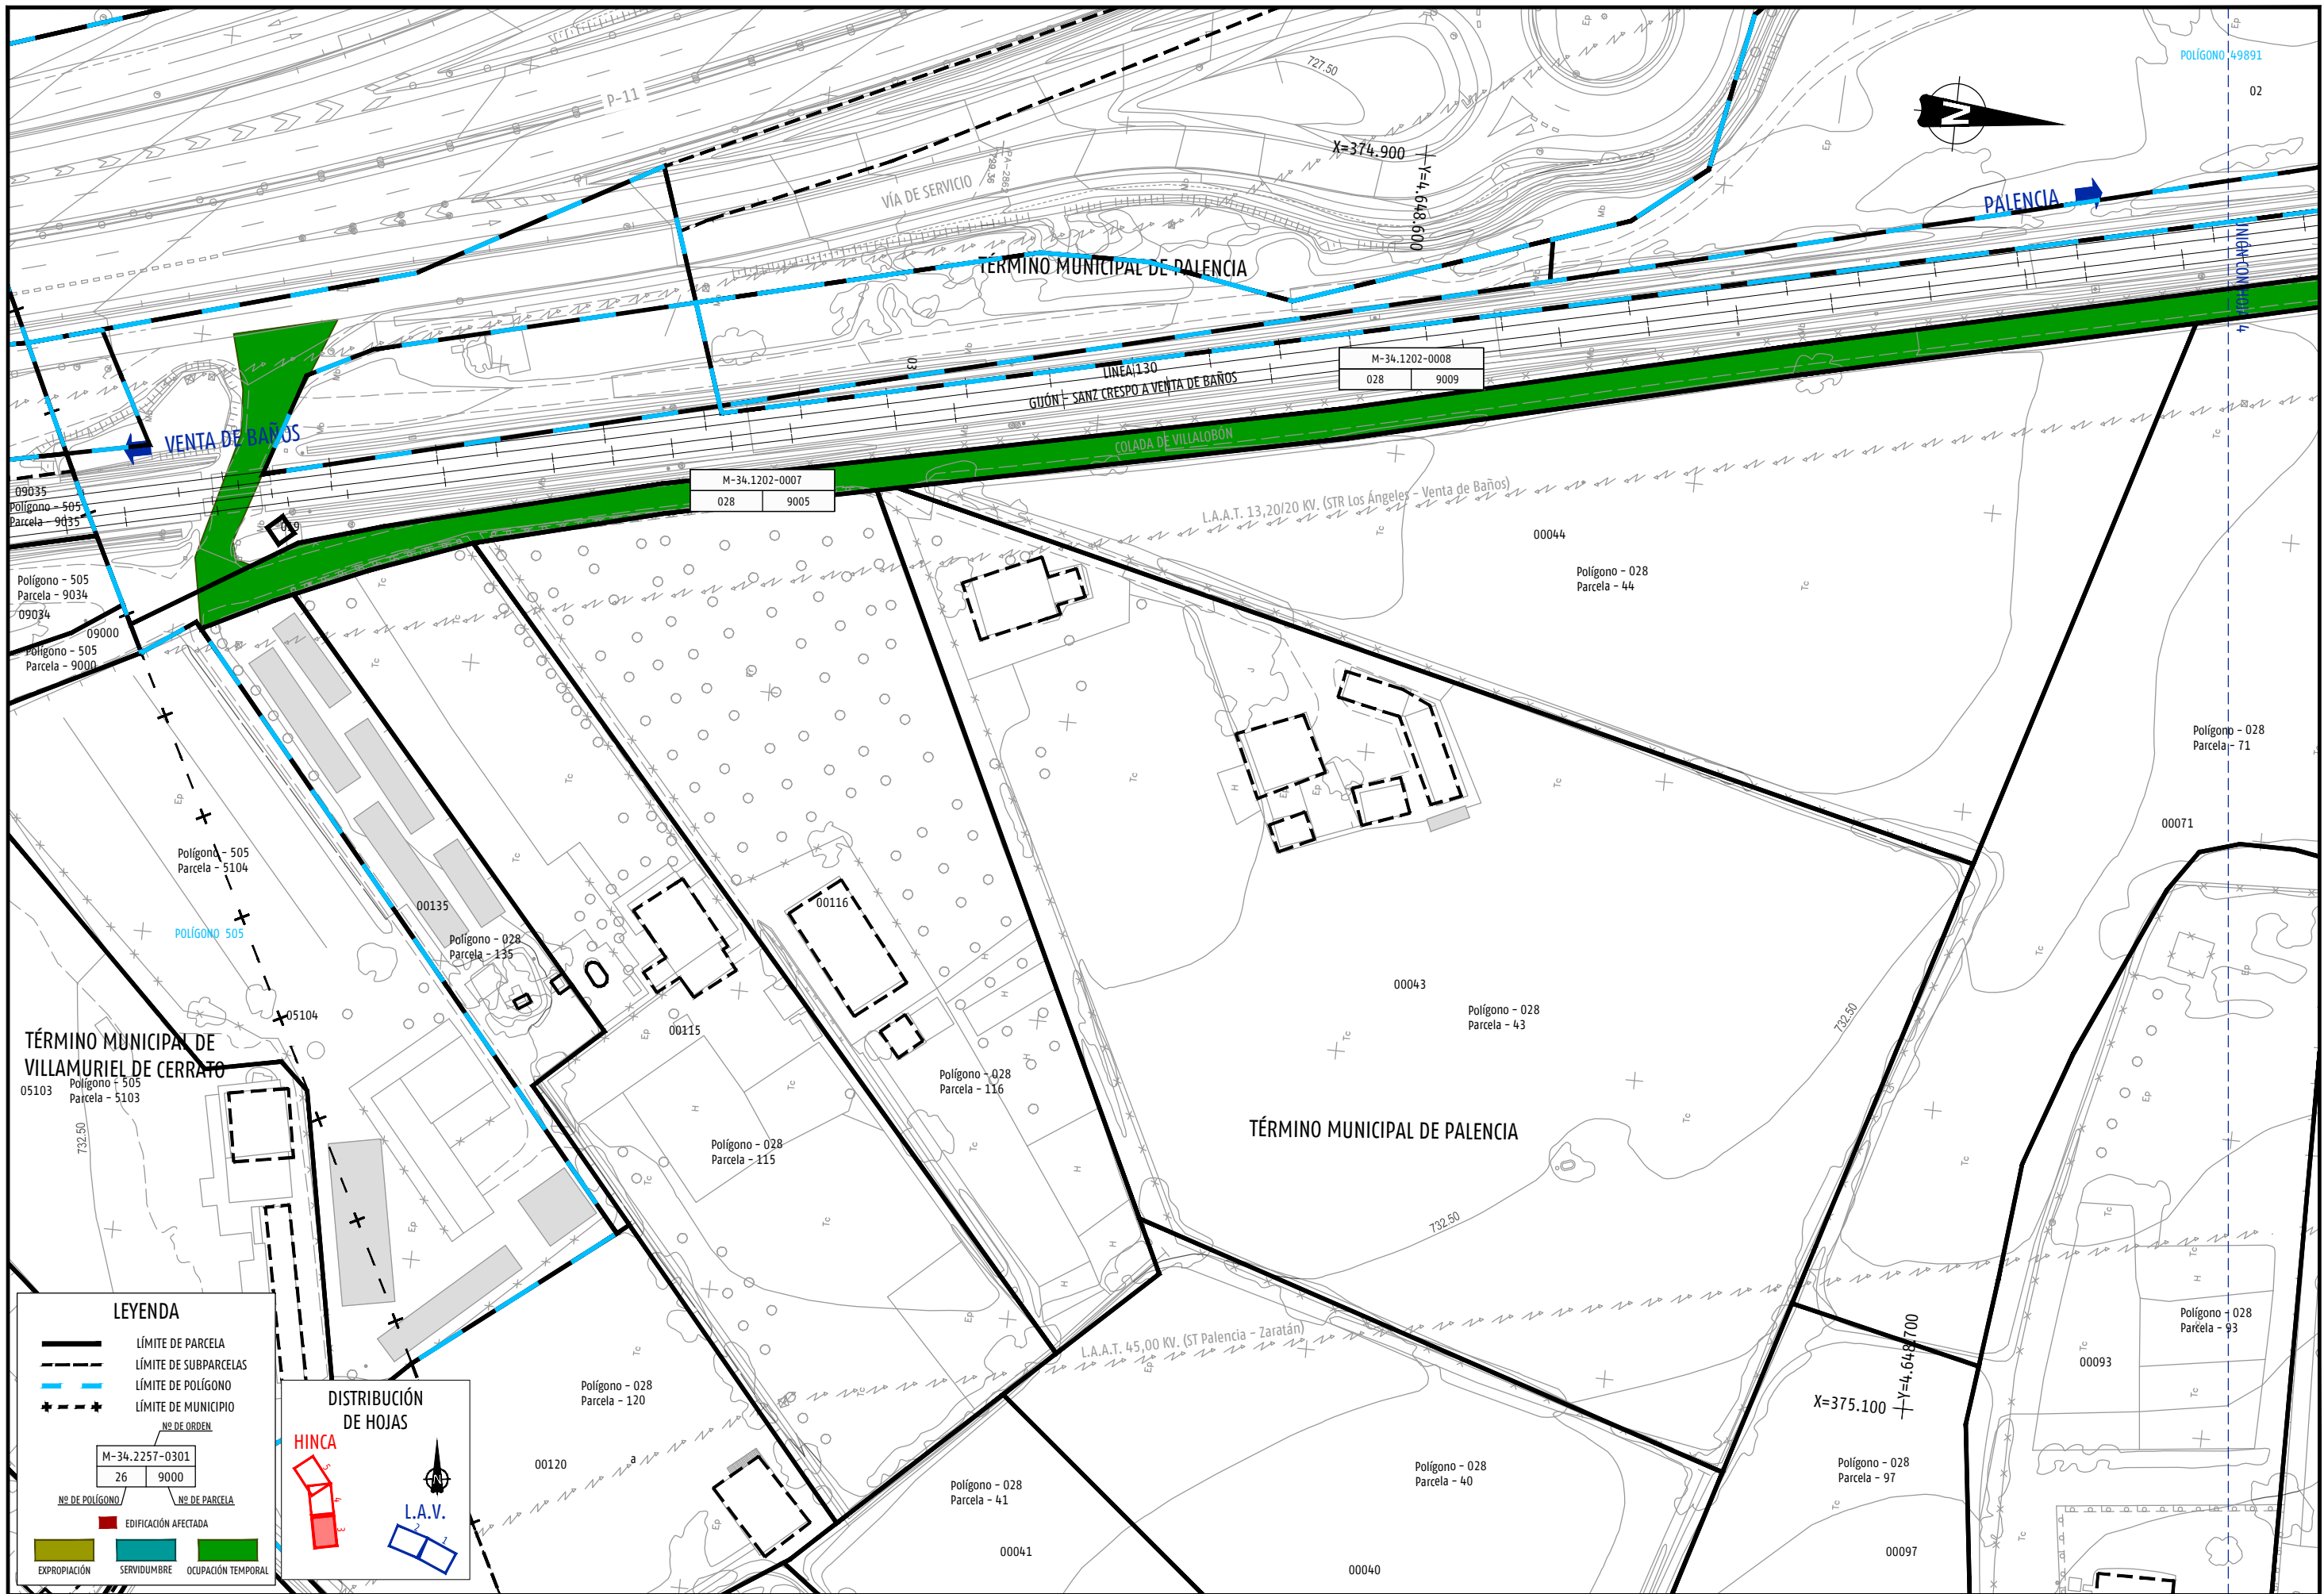 POLÍGONO 49891
02
P-11
727.50
X=374.900
Y=4.648.600
VÍA DE SERVICIO
PALENCIA
N
TÉRMINO MUNICIPAL DE PALENCIA
03
LÍNEA 130
GIJÓN - SANZ CRESPO A VENTA DE BAÑOS
M-34.1202-0008
028 9009
COLADA DE VILLALOBÓN
VENTA DE BAÑOS
M-34.1202-0007
028 9005
09035
Polígono - 505
Parcela - 9035
L.A.A.T. 13,20/20 KV. (STR Los Ángeles - Venta de Baños)
00044
Polígono - 028
Parcela - 44
Polígono - 505
Parcela - 9034
09034
09000
Polígono - 505
Parcela - 9000
Polígono - 028
Parcela - 71
00071
Polígono - 505
Parcela - 5104
POLÍGONO 505
00135
Polígono - 028
Parcela - 135
00116
05104
00115
00043
Polígono - 028
Parcela - 43
732.50
TÉRMINO MUNICIPAL DE
VILLAMURIEL DE CERRATO
05103
Polígono - 505
Parcela - 5103
732.50
Polígono - 028
Parcela - 116
Polígono - 028
Parcela - 115
TÉRMINO MUNICIPAL DE PALENCIA
732.50
L.A.A.T. 45,00 KV. (ST Palencia - Zaratán)
Y=4.648.700
X=375.100
Polígono - 028
Parcela - 93
00093
Polígono - 028
Parcela - 120
00120
a
Polígono - 028
Parcela - 41
00041
Polígono - 028
Parcela - 40
00040
Polígono - 028
Parcela - 97
00097
LEYENDA
LÍMITE DE PARCELA
LÍMITE DE SUBPARCELAS
LÍMITE DE POLÍGONO
LÍMITE DE MUNICIPIO
Nº DE ORDEN
M-34.2257-0301
26 9000
Nº DE POLÍGONO
Nº DE PARCELA
EDIFICACIÓN AFECTADA
EXPROPIACIÓN
SERVIDUMBRE
OCUPACIÓN TEMPORAL
DISTRIBUCIÓN
DE HOJAS
HINCA
5
4
3
N
L.A.V.
2
1